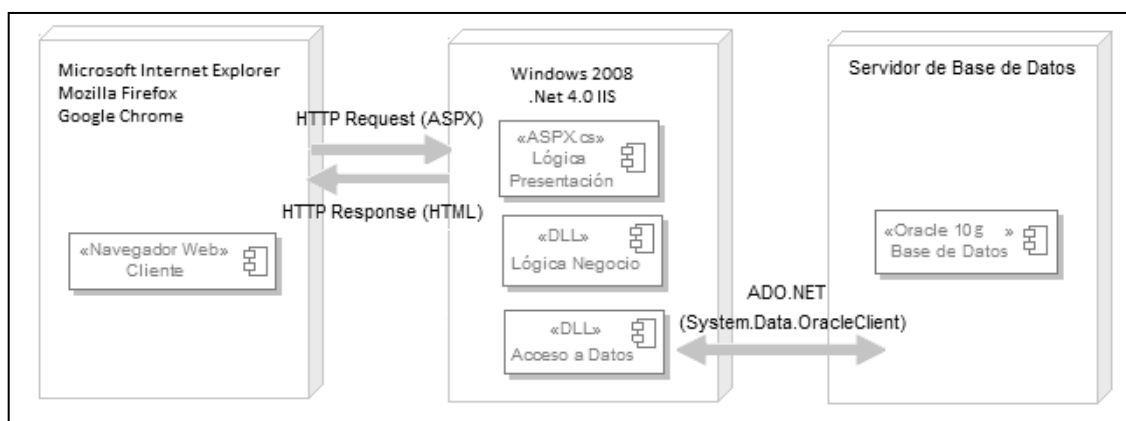 Microsoft Internet Explorer
Mozilla Firefox
Google Chrome
«Navegador Web»
Cliente
HTTP Request (ASPX)
HTTP Response (HTML)
Windows 2008
.Net 4.0 IIS
«ASPX.cs»
Lógica
Presentación
«DLL»
Lógica Negocio
«DLL»
Acceso a Datos
ADO.NET
(System.Data.OracleClient)
Servidor de Base de Datos
«Oracle 10g »
Base de Datos